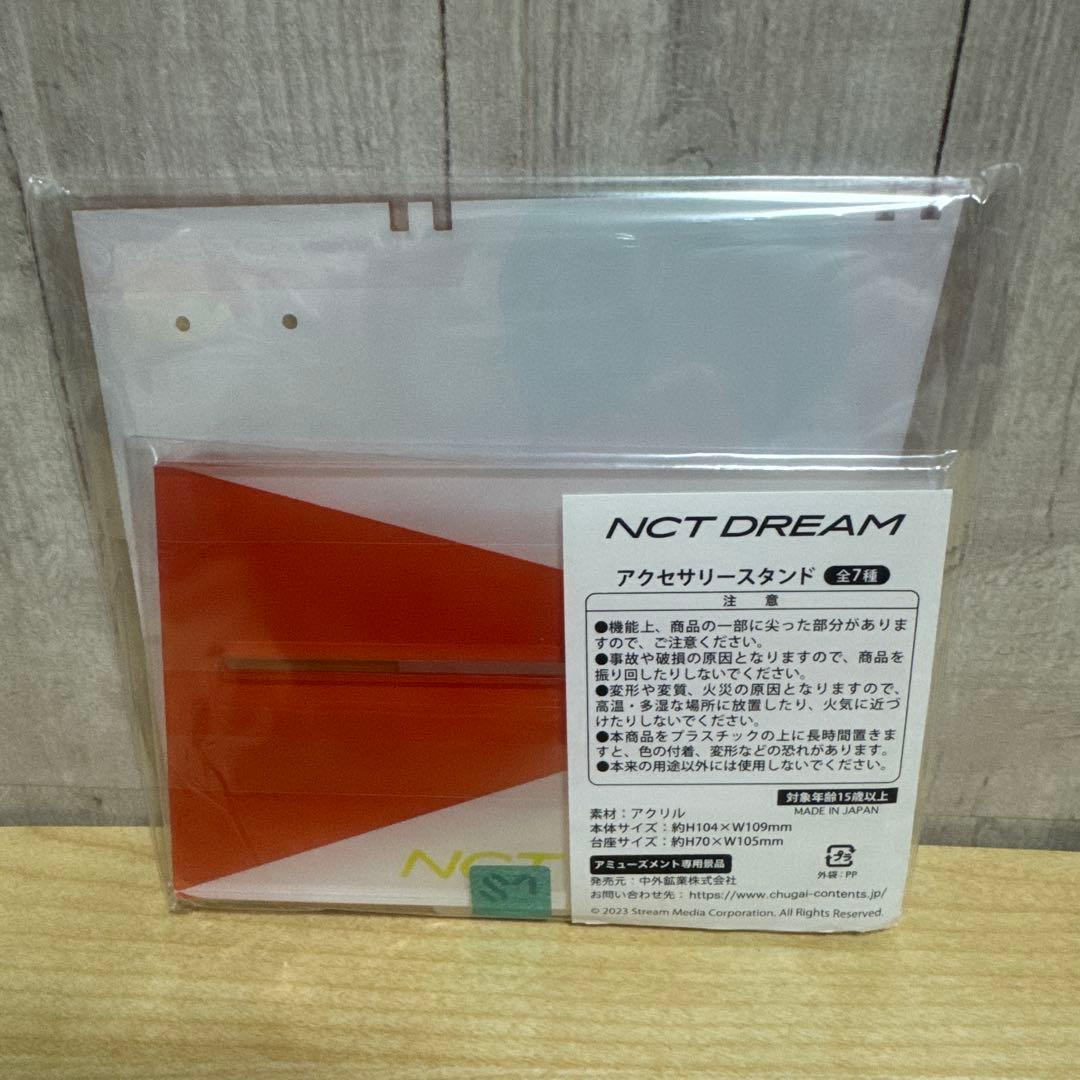 NCT DREAM
アクセサリースタンド 全7種
注 意
●機能上、商品の一部に尖った部分がありま
すので、ご注意ください。
●事故や破損の原因となりますので、商品を
振り回したりしないでください。
●変形や変質、火災の原因となりますので、
高温・多湿な場所に放置したり、火気に近づ
けたりしないでください。
●本商品をプラスチックの上に長時間置きま
すと、色の付着、変形などの恐れがあります。
●本来の用途以外には使用しないでください。
対象年齢15歳以上
MADE IN JAPAN
素材：アクリル
本体サイズ：約H104×W109mm
台座サイズ：約H70×W105mm
アミューズメント専用景品
プラ
外袋：PP
発売元：中外鉱業株式会社
お問い合わせ先：https://www.chugai-contents.jp/
© 2023 Stream Media Corporation. All Rights Reserved.
NCT
SM